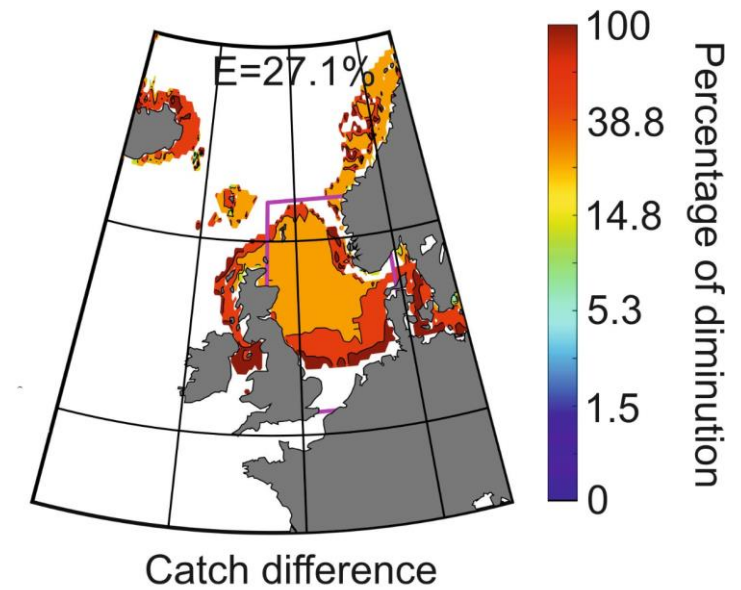 E=27.1%
100
38.8
14.8
5.3
1.5
0
Percentage of diminution
Catch difference